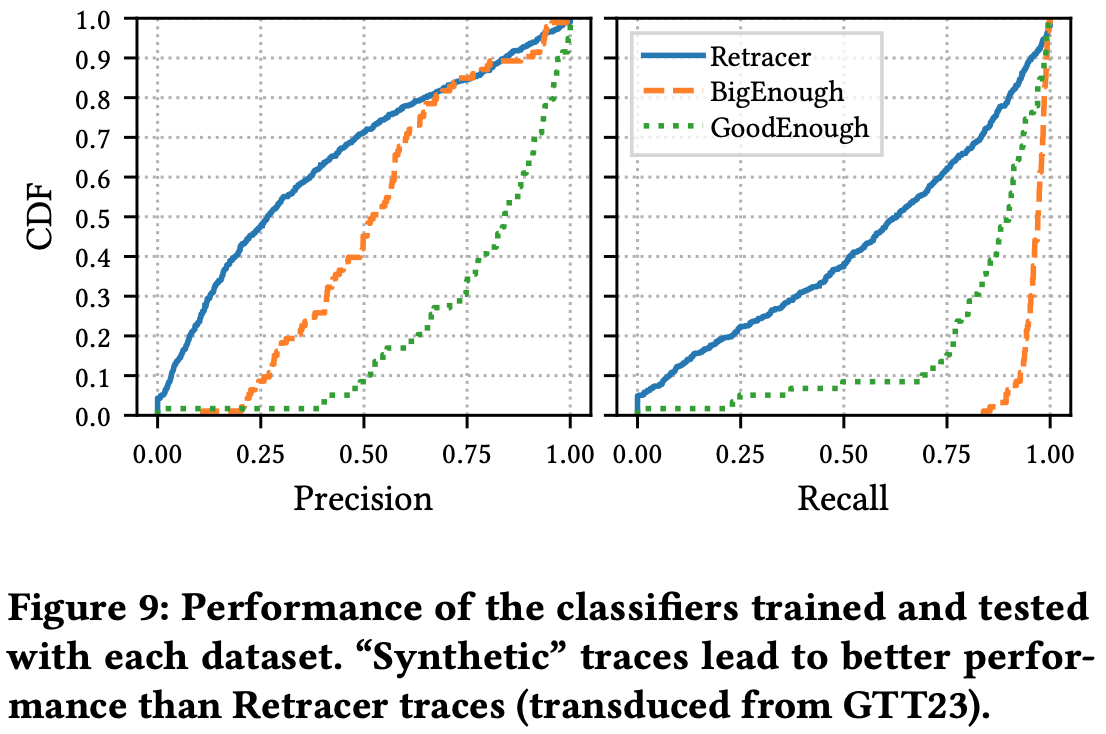 1.0
0.9
0.8
0.7
0.6
0.5
0.4
0.3
0.2
0.1
0.0
CDF
0.00 0.25 0.50 0.75 1.00
Precision
Retracer
BigEnough
GoodEnough
0.00 0.25 0.50 0.75 1.00
Recall
Figure 9: Performance of the classifiers trained and tested
with each dataset. “Synthetic” traces lead to better perfor-
mance than Retracer traces (transduced from GTT23).